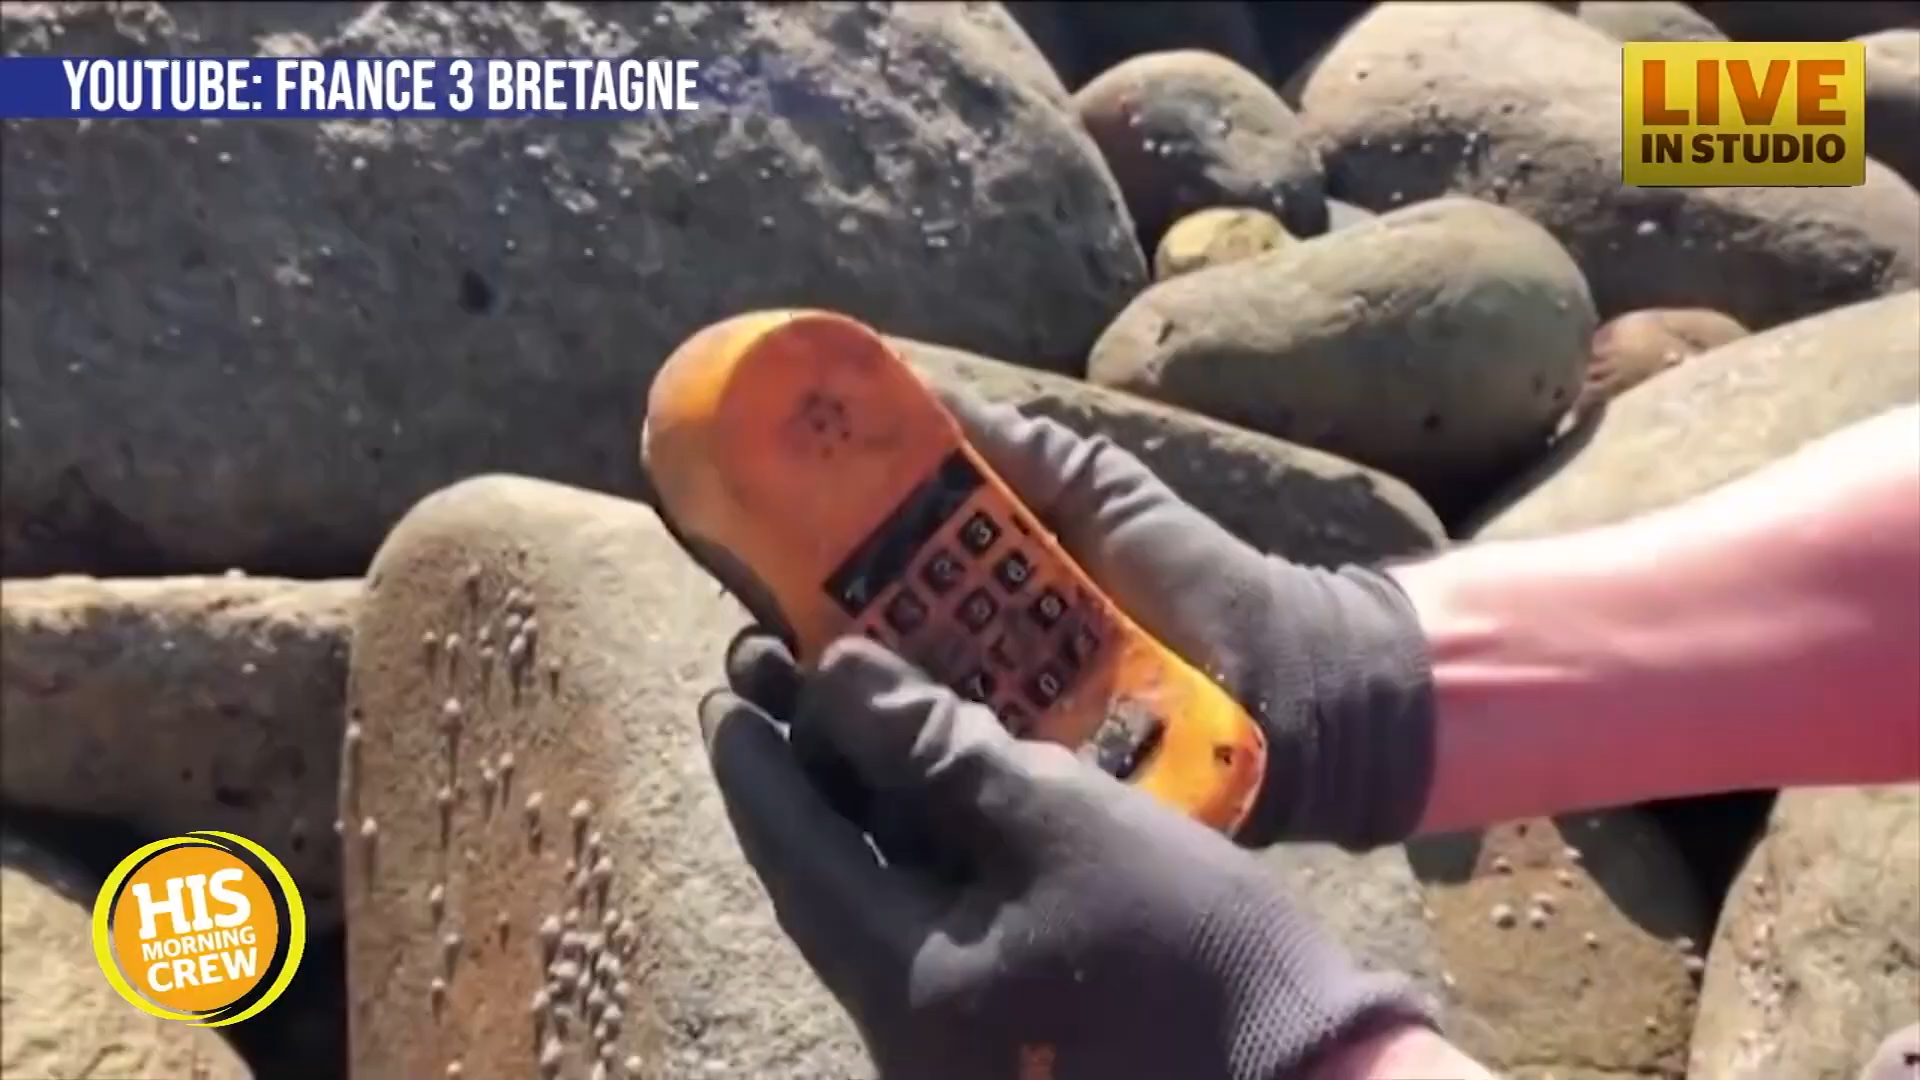 YOUTUBE: FRANCE 3 BRETAGNE
LIVE
IN STUDIO
HIS
MORNING
CREW